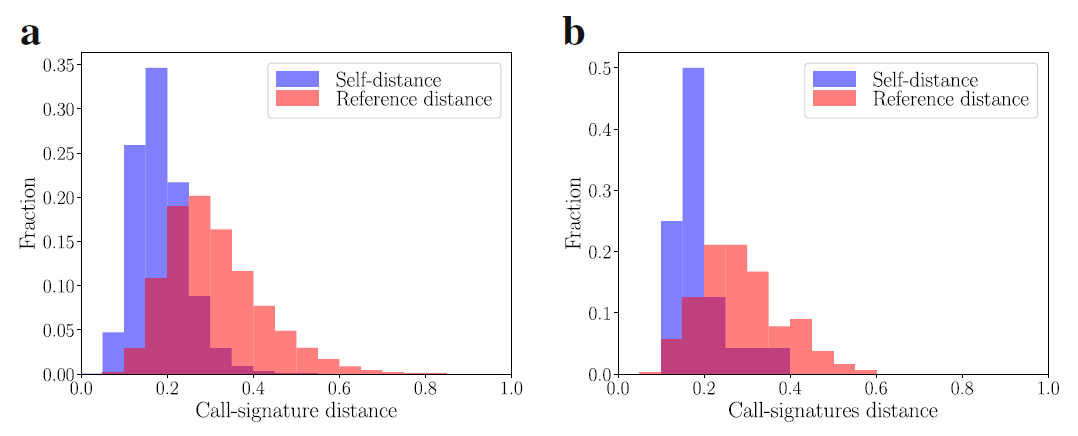 a
0.35
0.30
0.25
0.20
0.15
0.10
0.05
0.00
Fraction
Self-distance
Reference distance
0.0 0.2 0.4 0.6 0.8 1.0
Call-signature distance
b
0.5
0.4
0.3
0.2
0.1
0.0
Fraction
Self-distance
Reference distance
0.0 0.2 0.4 0.6 0.8 1.0
Call-signatures distance